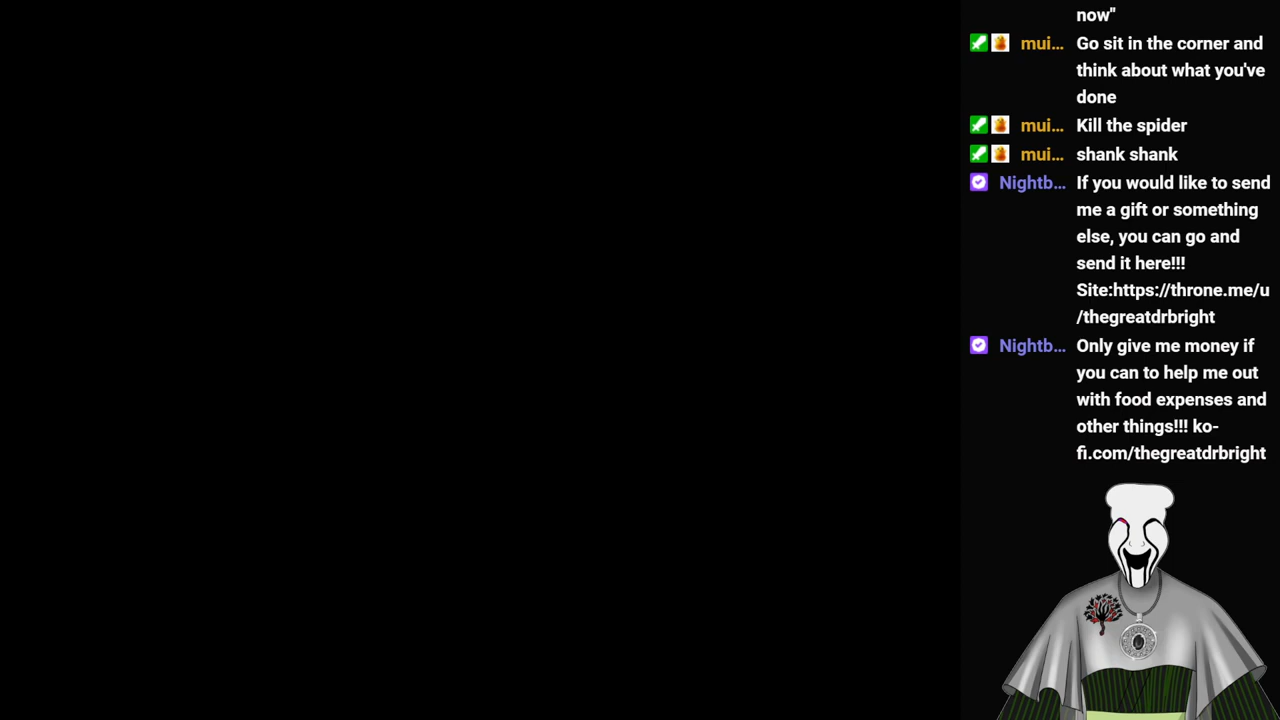 now"
mui... Go sit in the corner and
think about what you've
done
mui... Kill the spider
mui... shank shank
Nightb... If you would like to send
me a gift or something
else, you can go and
send it here!!!
Site:https://throne.me/u
/thegreatdrbright
Nightb... Only give me money if
you can to help me out
with food expenses and
other things!!! ko-
fi.com/thegreatdrbright